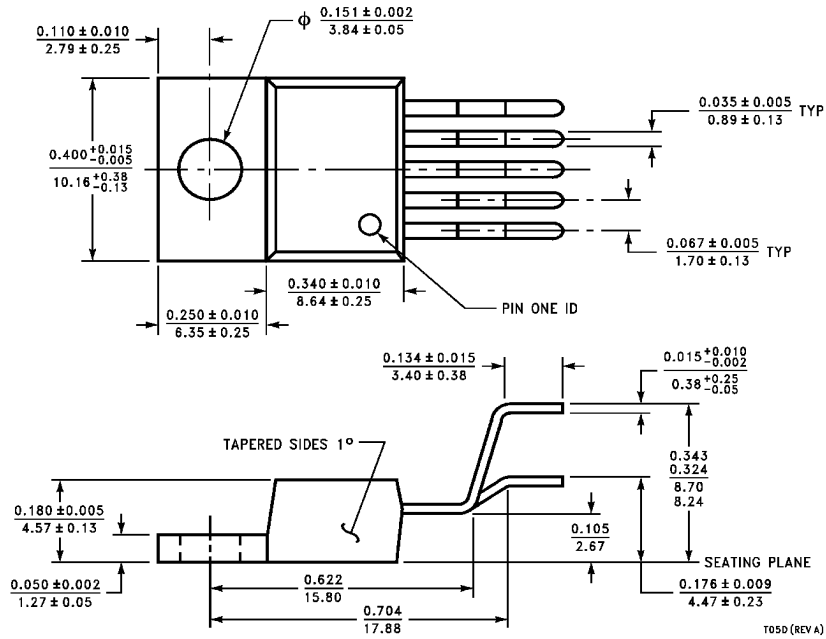 ϕ 0.151 ± 0.002
3.84 ± 0.05
0.110 ± 0.010
2.79 ± 0.25
0.035 ± 0.005 TYP
0.89 ± 0.13
0.400 +0.015 -0.005
10.16 +0.38 -0.13
0.067 ± 0.005 TYP
1.70 ± 0.13
0.340 ± 0.010
8.64 ± 0.25
PIN ONE ID
0.250 ± 0.010
6.35 ± 0.25
0.134 ± 0.015
3.40 ± 0.38
0.015 +0.010 -0.002
0.38 +0.25 -0.05
TAPERED SIDES 1°
0.343
0.324
8.70
8.24
0.180 ± 0.005
4.57 ± 0.13
0.105
2.67
SEATING PLANE
0.050 ± 0.002
1.27 ± 0.05
0.622
15.80
0.176 ± 0.009
4.47 ± 0.23
0.704
17.88
T05D (REV A)